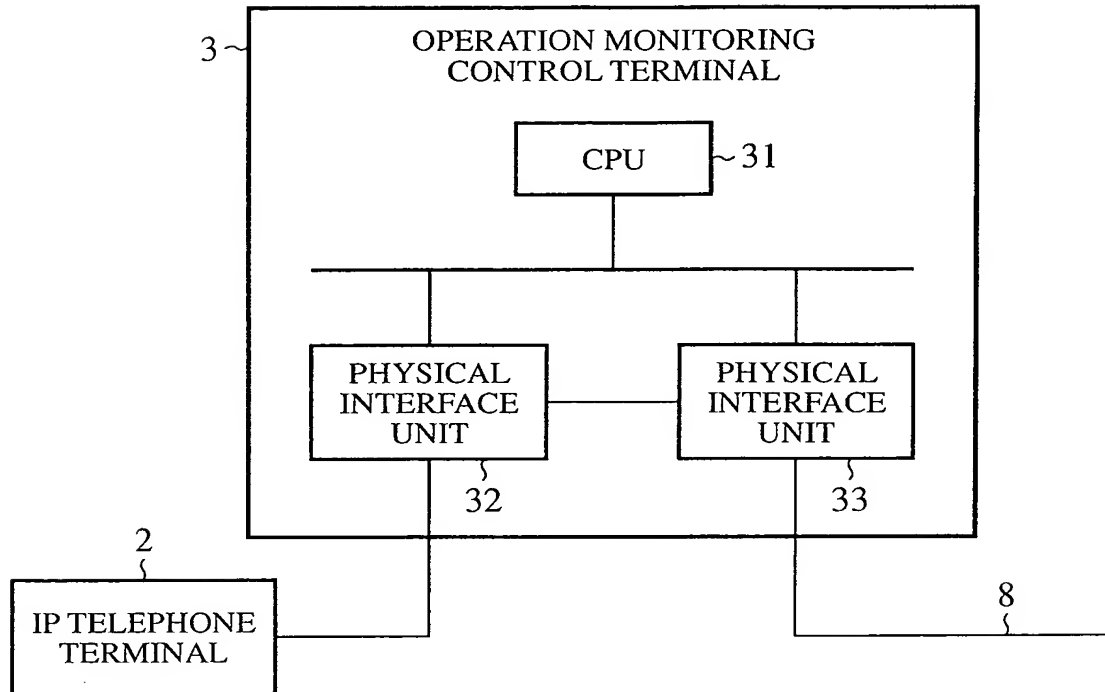 3
OPERATION MONITORING
CONTROL TERMINAL
CPU
31
PHYSICAL
INTERFACE
UNIT
32
PHYSICAL
INTERFACE
UNIT
33
2
IP TELEPHONE
TERMINAL
8